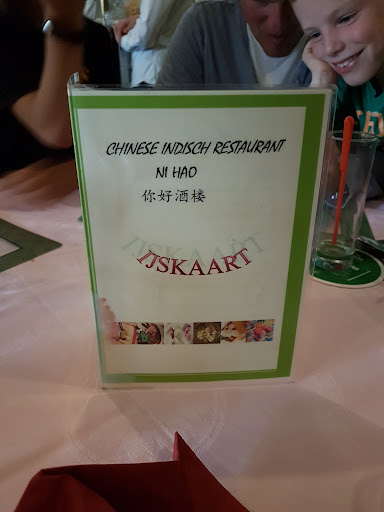 CHINESE INDISCH RESTAURANT
NI HAO
你好酒楼
IJSKAART